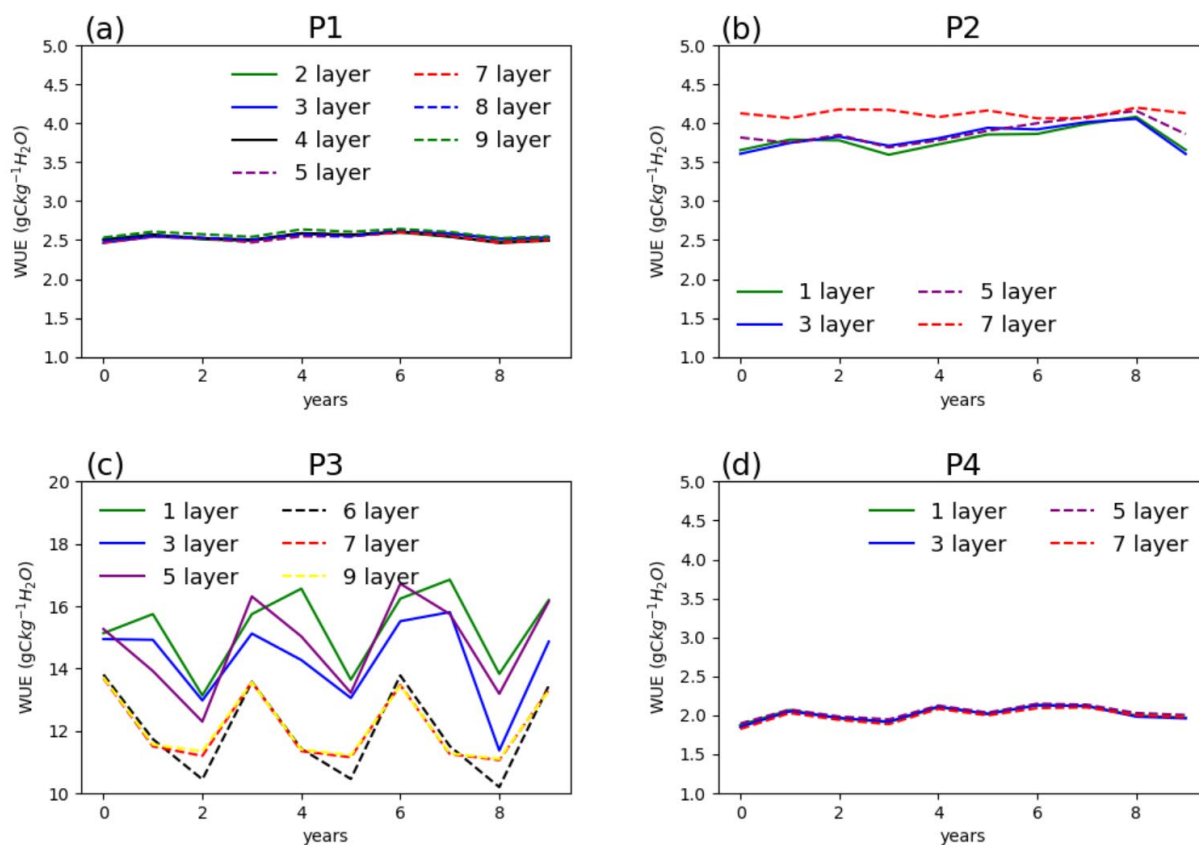 (a) P1
5.0
4.5
4.0
3.5
3.0
2.5
2.0
1.5
1.0
WUE (gCkg⁻¹H₂O)
2 layer
3 layer
4 layer
5 layer
7 layer
8 layer
9 layer
0 2 4 6 8
years
(b) P2
5.0
4.5
4.0
3.5
3.0
2.5
2.0
1.5
1.0
WUE (gCkg⁻¹H₂O)
1 layer
3 layer
5 layer
7 layer
0 2 4 6 8
years
(c) P3
20
18
16
14
12
10
WUE (gCkg⁻¹H₂O)
1 layer
3 layer
5 layer
6 layer
7 layer
9 layer
0 2 4 6 8
years
(d) P4
5.0
4.5
4.0
3.5
3.0
2.5
2.0
1.5
1.0
WUE (gCkg⁻¹H₂O)
1 layer
3 layer
5 layer
7 layer
0 2 4 6 8
years